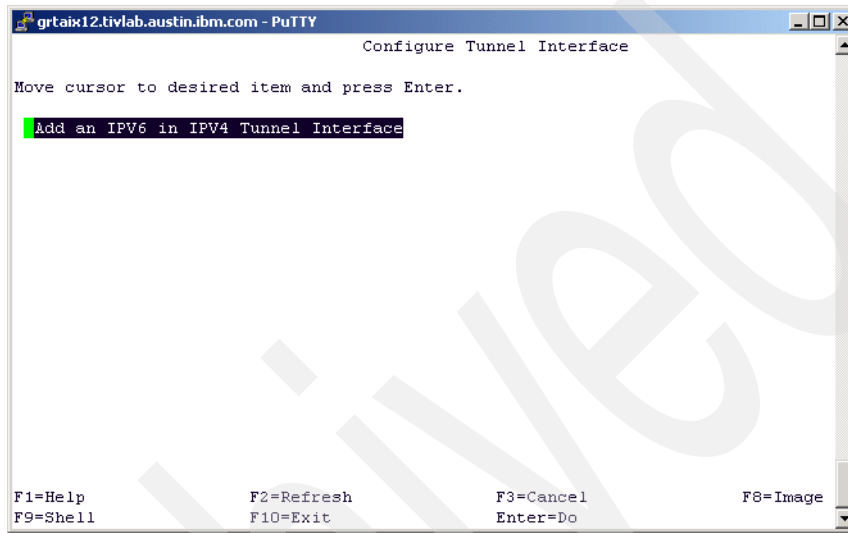 grtaix12.tivlab.austin.ibm.com - PuTTY
Configure Tunnel Interface
Move cursor to desired item and press Enter.
Add an IPV6 in IPV4 Tunnel Interface
F1=Help F2=Refresh F3=Cancel F8=Image
F9=Shell F10=Exit Enter=Do